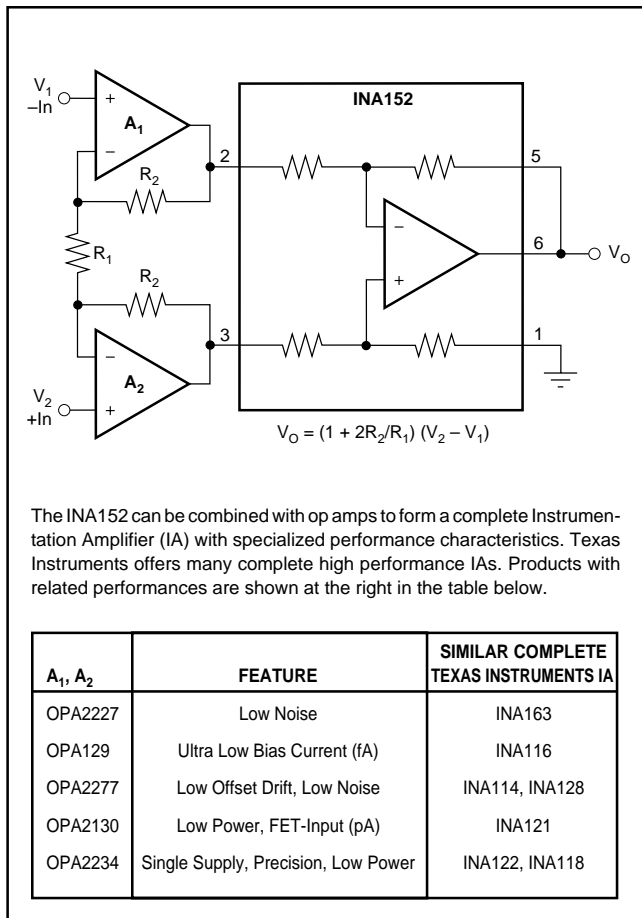 V1
–In
+
A1
–
R2
R1
R2
–
A2
V2
+In
+
INA152
2
5
–
6
VO
+
3
1
VO = (1 + 2R2/R1) (V2 – V1)
The INA152 can be combined with op amps to form a complete Instrumen-
tation Amplifier (IA) with specialized performance characteristics. Texas
Instruments offers many complete high performance IAs. Products with
related performances are shown at the right in the table below.
A1, A2 FEATURE SIMILAR COMPLETE TEXAS INSTRUMENTS IA
OPA2227 Low Noise INA163
OPA129 Ultra Low Bias Current (fA) INA116
OPA2277 Low Offset Drift, Low Noise INA114, INA128
OPA2130 Low Power, FET-Input (pA) INA121
OPA2234 Single Supply, Precision, Low Power INA122, INA118